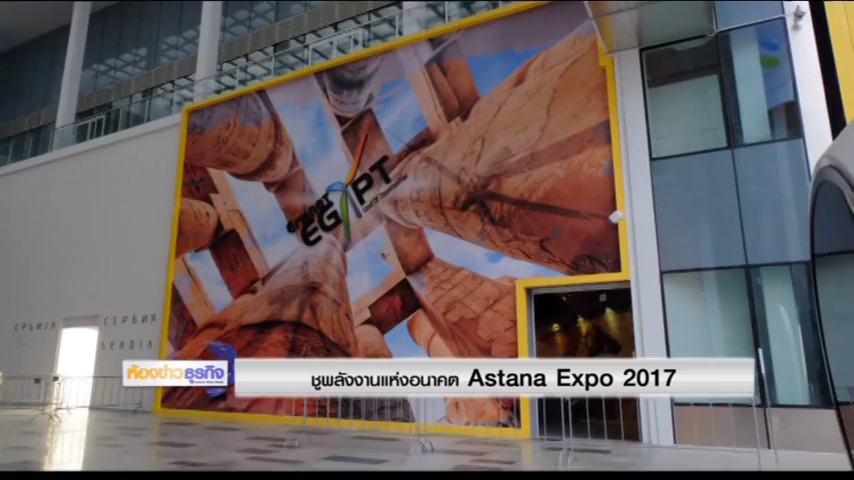 SMART
EGYPT
СРБИЈА СЕРБИЯ
SERBIA
ห้องข่าวธุรกิจ
ชูพลังงานแห่งอนาคต Astana Expo 2017